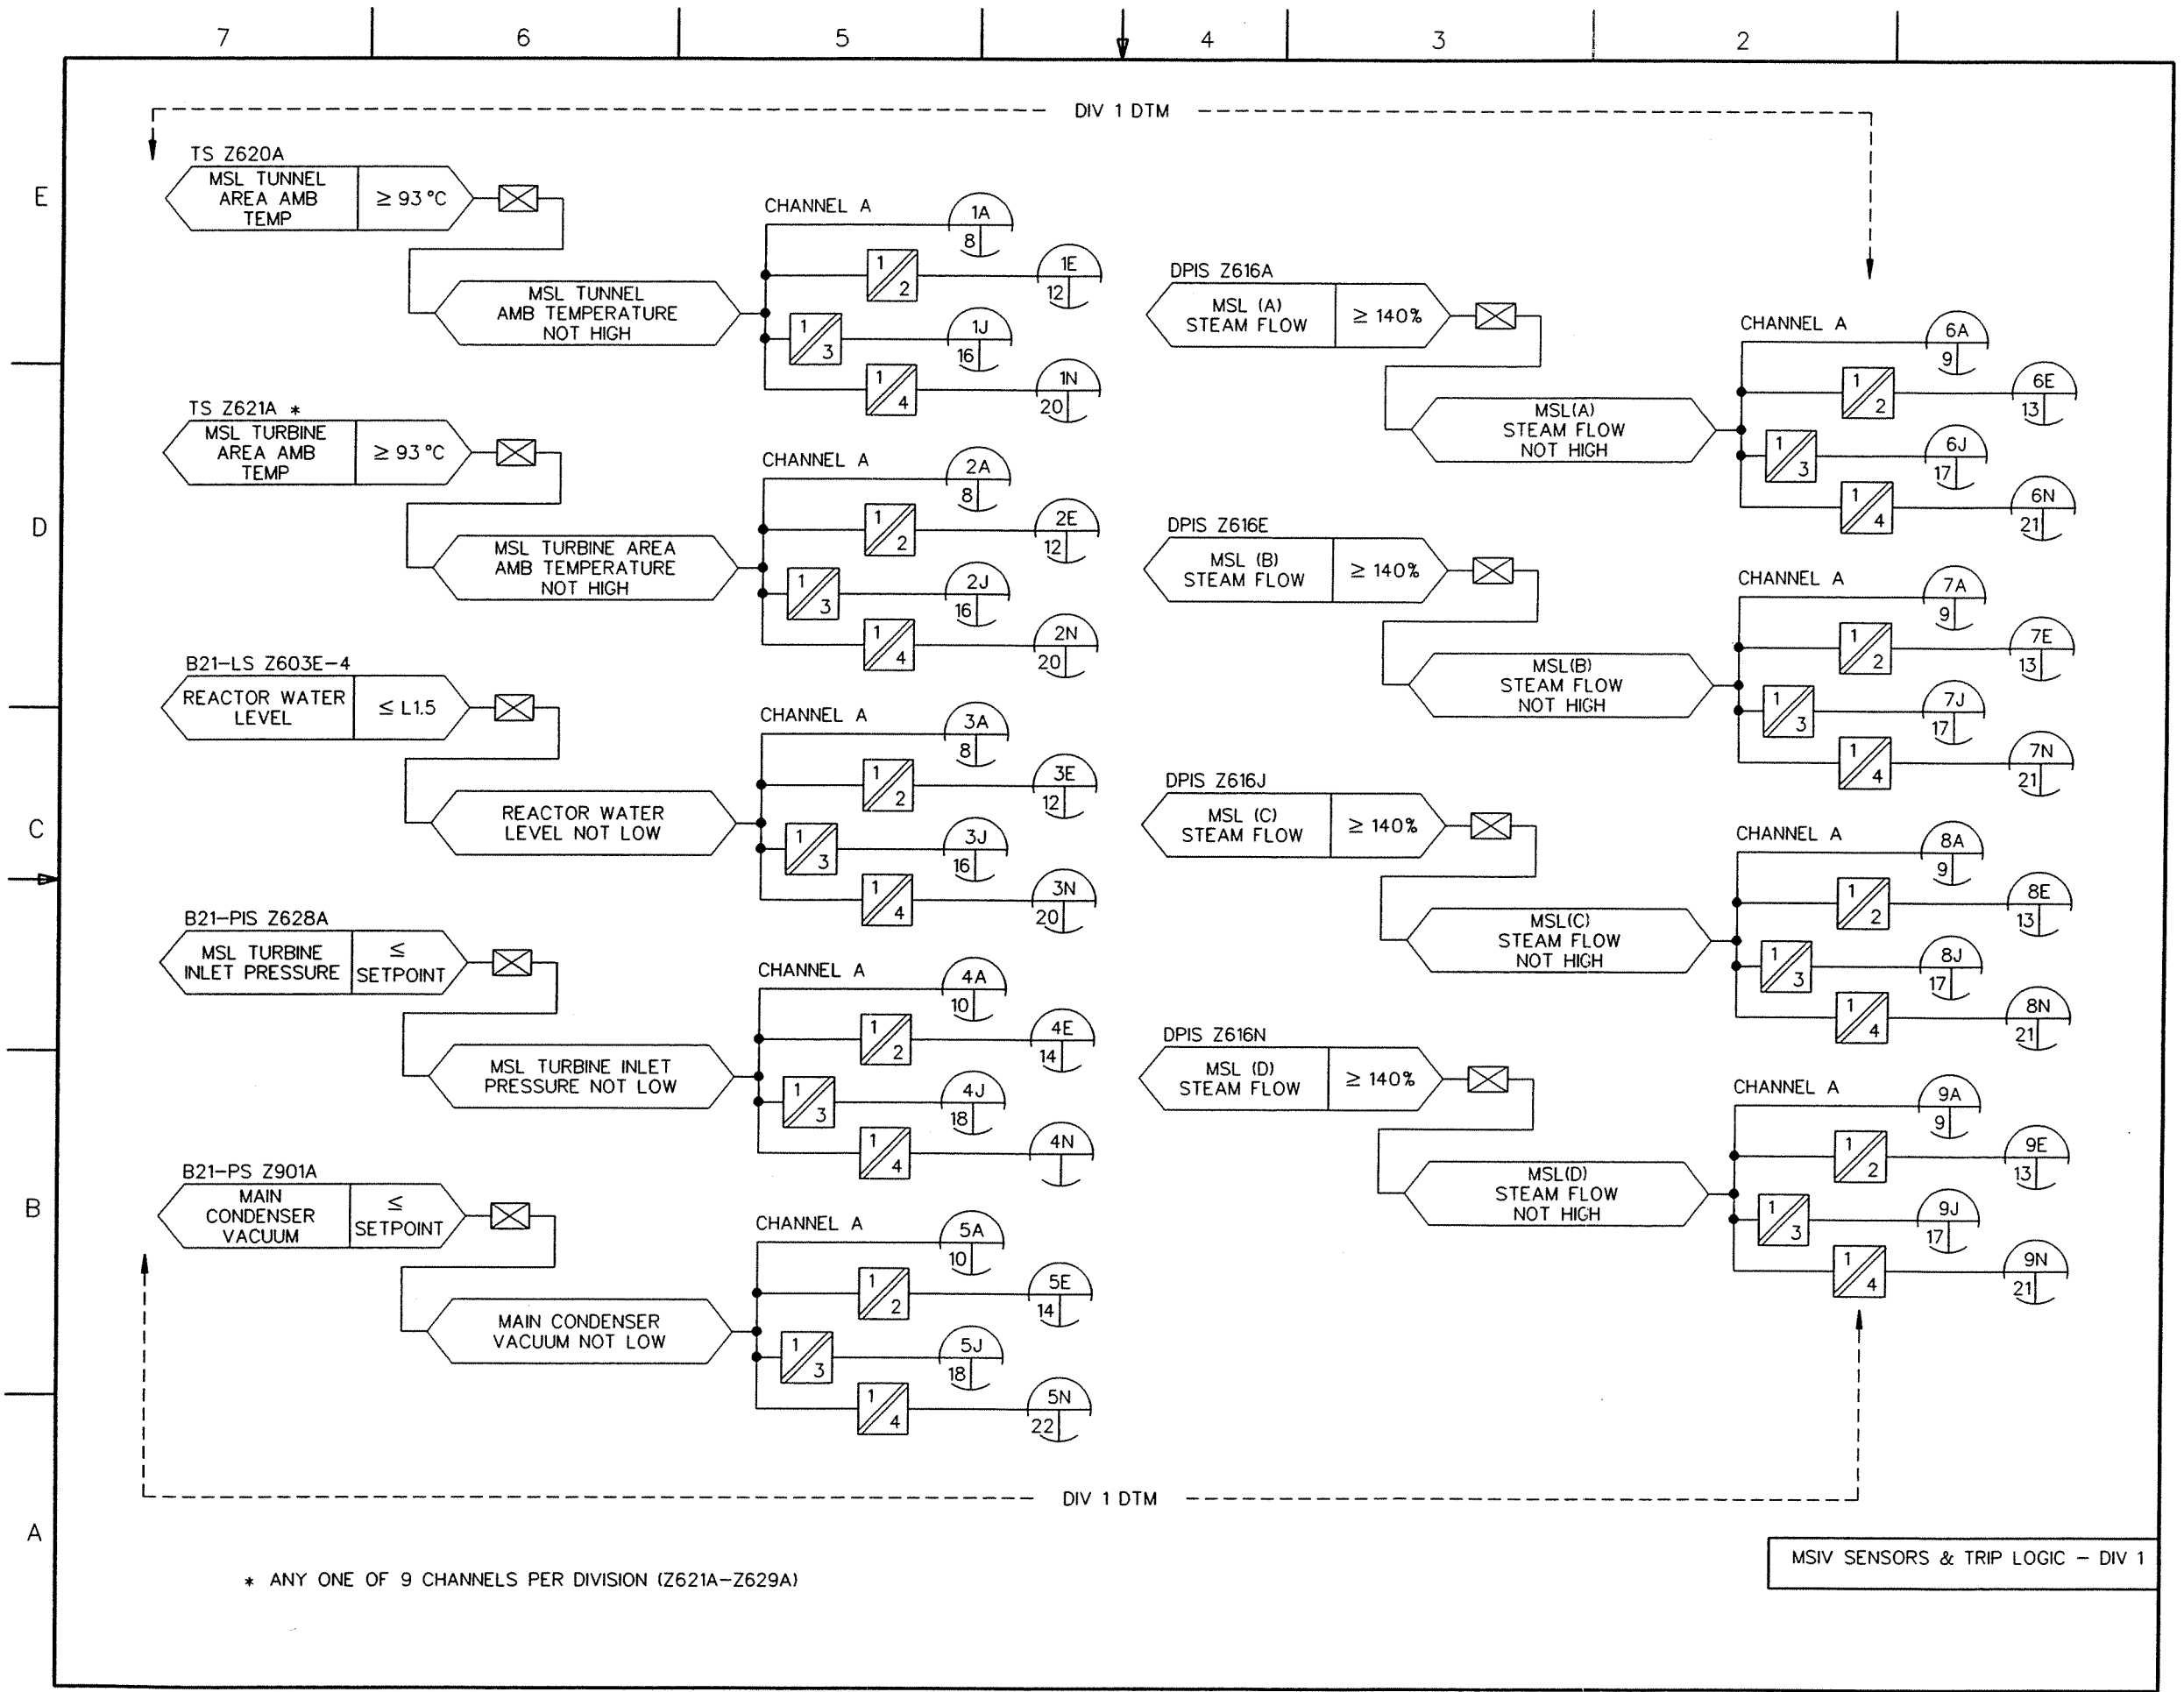 7 6 5 4 3 2
E
D
C
B
A
DIV 1 DTM
TS Z620A
MSL TUNNEL
AREA AMB
TEMP
≥ 93 °C
MSL TUNNEL
AMB TEMPERATURE
NOT HIGH
CHANNEL A
1A
8
1
2
1E
12
1
3
1J
16
1
4
1N
20
TS Z621A *
MSL TURBINE
AREA AMB
TEMP
≥ 93 °C
MSL TURBINE AREA
AMB TEMPERATURE
NOT HIGH
CHANNEL A
2A
8
1
2
2E
12
1
3
2J
16
1
4
2N
20
B21-LS Z603E-4
REACTOR WATER
LEVEL
≤ L1.5
REACTOR WATER
LEVEL NOT LOW
CHANNEL A
3A
8
1
2
3E
12
1
3
3J
16
1
4
3N
20
B21-PIS Z628A
MSL TURBINE
INLET PRESSURE
≤
SETPOINT
MSL TURBINE INLET
PRESSURE NOT LOW
CHANNEL A
4A
10
1
2
4E
14
1
3
4J
18
1
4
4N
B21-PS Z901A
MAIN
CONDENSER
VACUUM
≤
SETPOINT
MAIN CONDENSER
VACUUM NOT LOW
CHANNEL A
5A
10
1
2
5E
14
1
3
5J
18
1
4
5N
22
DPIS Z616A
MSL (A)
STEAM FLOW
≥ 140%
MSL(A)
STEAM FLOW
NOT HIGH
CHANNEL A
6A
9
1
2
6E
13
1
3
6J
17
1
4
6N
21
DPIS Z616E
MSL (B)
STEAM FLOW
≥ 140%
MSL(B)
STEAM FLOW
NOT HIGH
CHANNEL A
7A
9
1
2
7E
13
1
3
7J
17
1
4
7N
21
DPIS Z616J
MSL (C)
STEAM FLOW
≥ 140%
MSL(C)
STEAM FLOW
NOT HIGH
CHANNEL A
8A
9
1
2
8E
13
1
3
8J
17
1
4
8N
21
DPIS Z616N
MSL (D)
STEAM FLOW
≥ 140%
MSL(D)
STEAM FLOW
NOT HIGH
CHANNEL A
9A
9
1
2
9E
13
1
3
9J
17
1
4
9N
21
DIV 1 DTM
* ANY ONE OF 9 CHANNELS PER DIVISION (Z621A-Z629A)
MSIV SENSORS & TRIP LOGIC - DIV 1